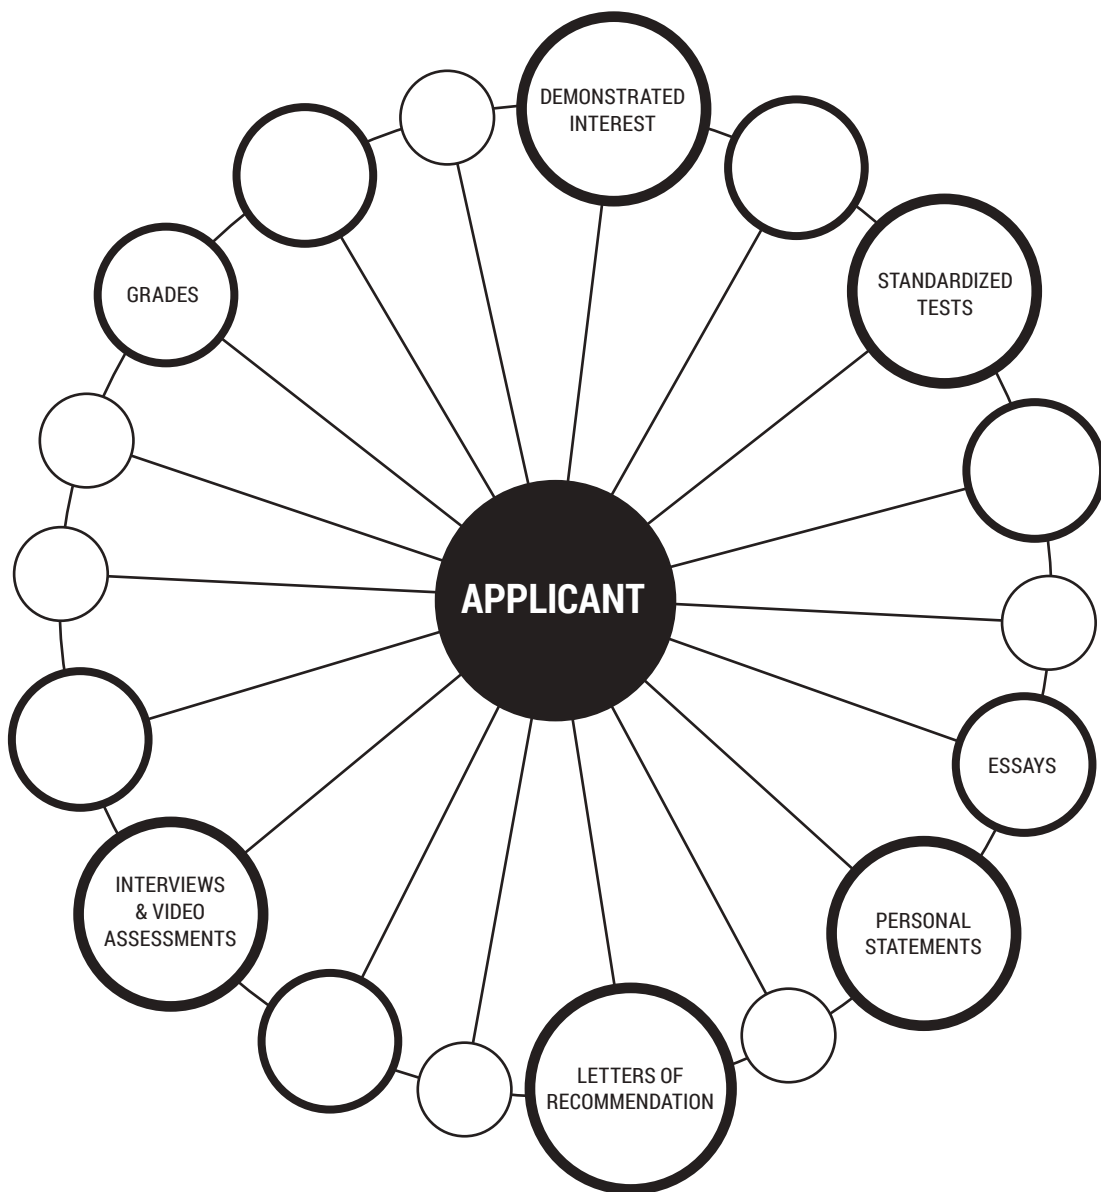 DEMONSTRATED
INTEREST
STANDARDIZED
TESTS
GRADES
APPLICANT
ESSAYS
INTERVIEWS
& VIDEO
ASSESSMENTS
PERSONAL
STATEMENTS
LETTERS OF
RECOMMENDATION